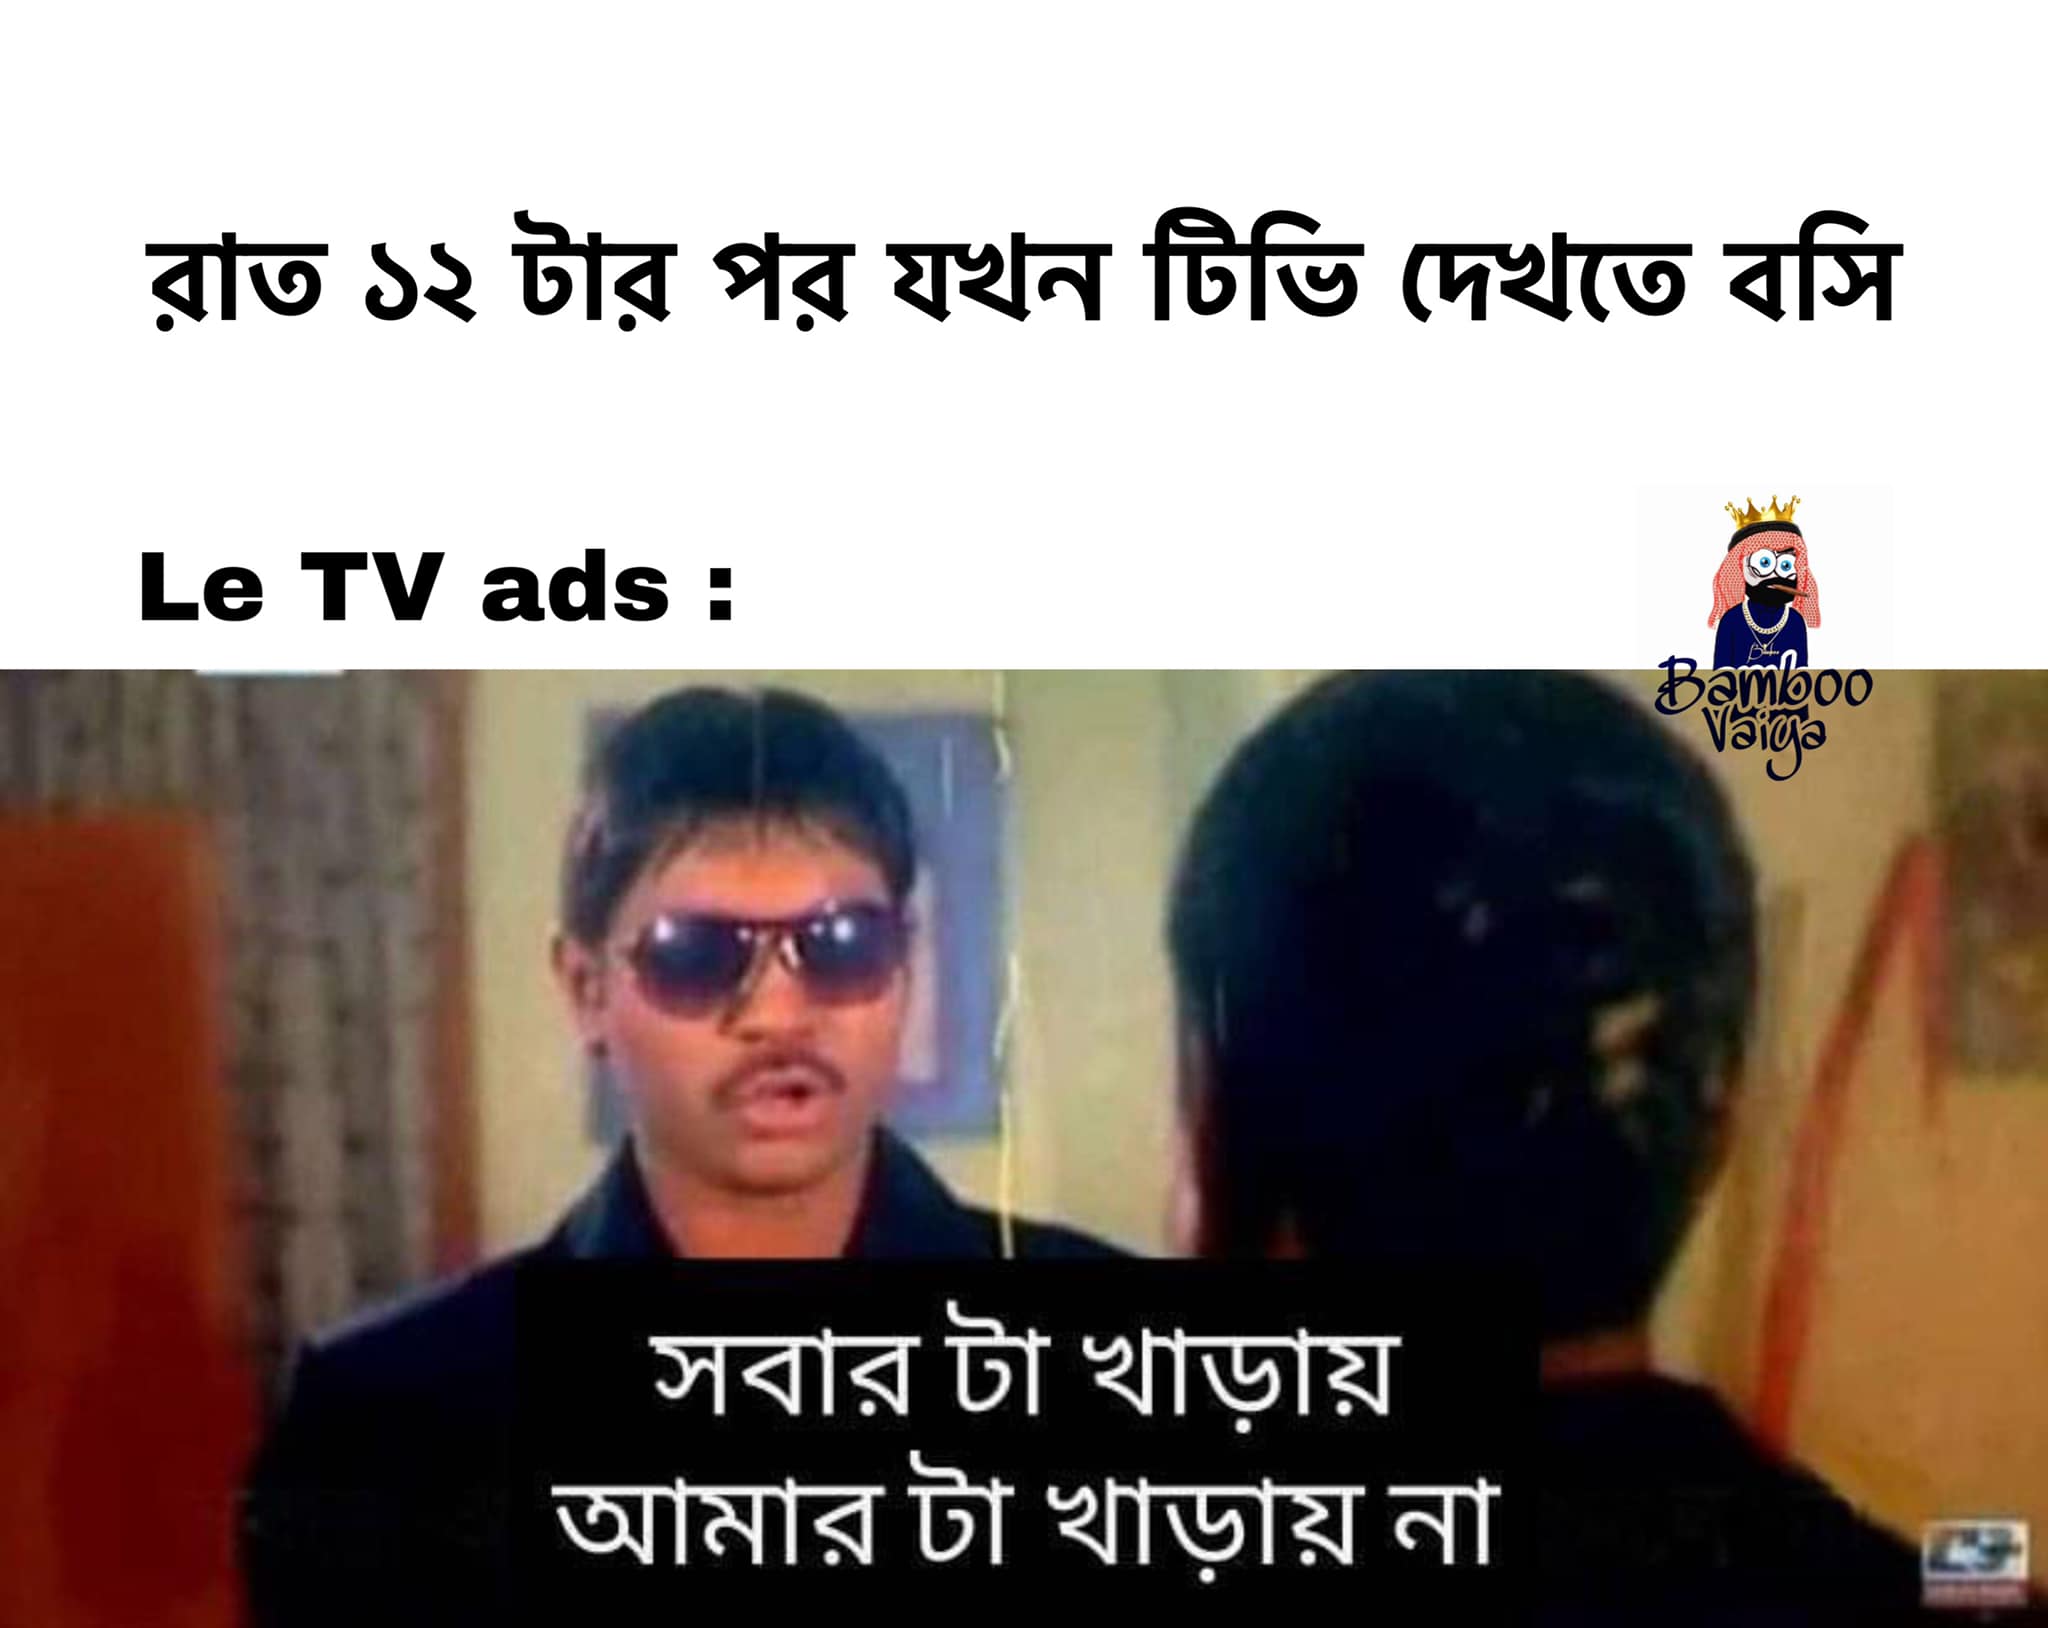 রাত ১২ টার পর যখন টিভি দেখতে বসি
Le TV ads :
Bamboo
Vaiya
সবার টা খাড়ায়
আমার টা খাড়ায় না